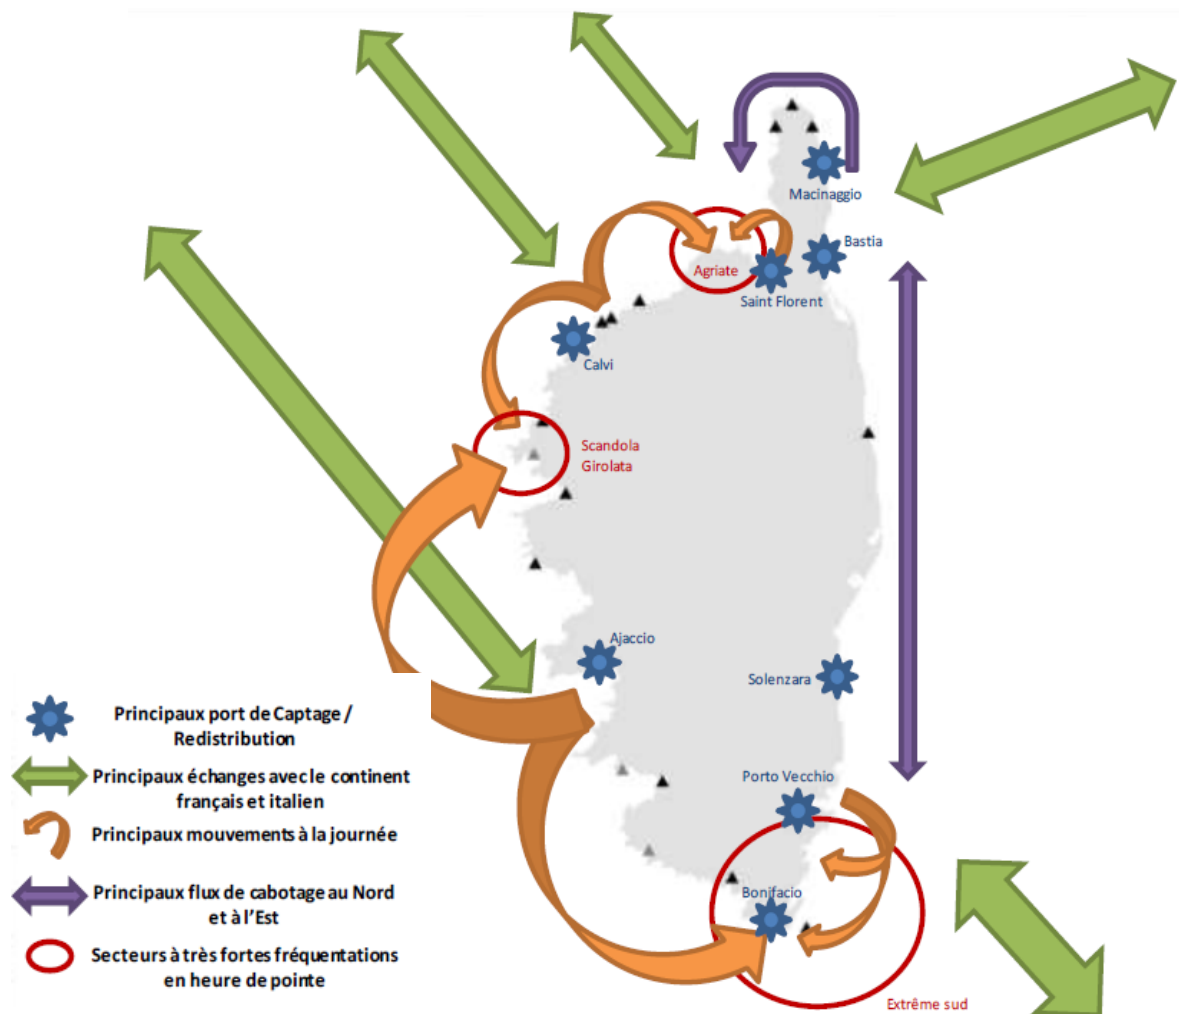 Macinaggio
Bastia
Agriate
Saint Florent
Calvi
Scandola
Girolata
Ajaccio
Solenzara
Porto Vecchio
Bonifacio
Extrême sud
Principaux port de Captage /
Redistribution
Principaux échanges avec le continent
français et italien
Principaux mouvements à la journée
Principaux flux de cabotage au Nord
et à l'Est
Secteurs à très fortes fréquentations
en heure de pointe